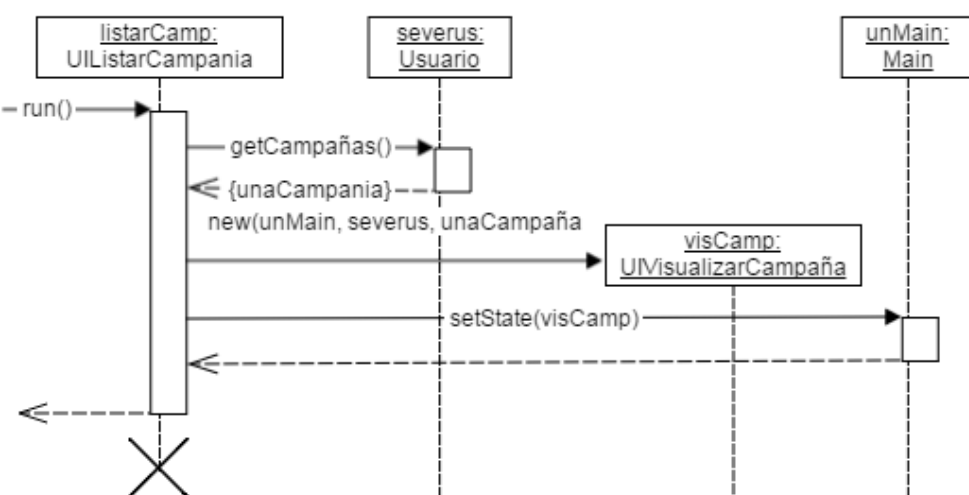 listarCamp:
UIListarCampania
severus:
Usuario
unMain:
Main
run()
getCampañas()
{unaCampania}
new(unMain, severus, unaCampaña
visCamp:
UIVisualizarCampaña
setState(visCamp)